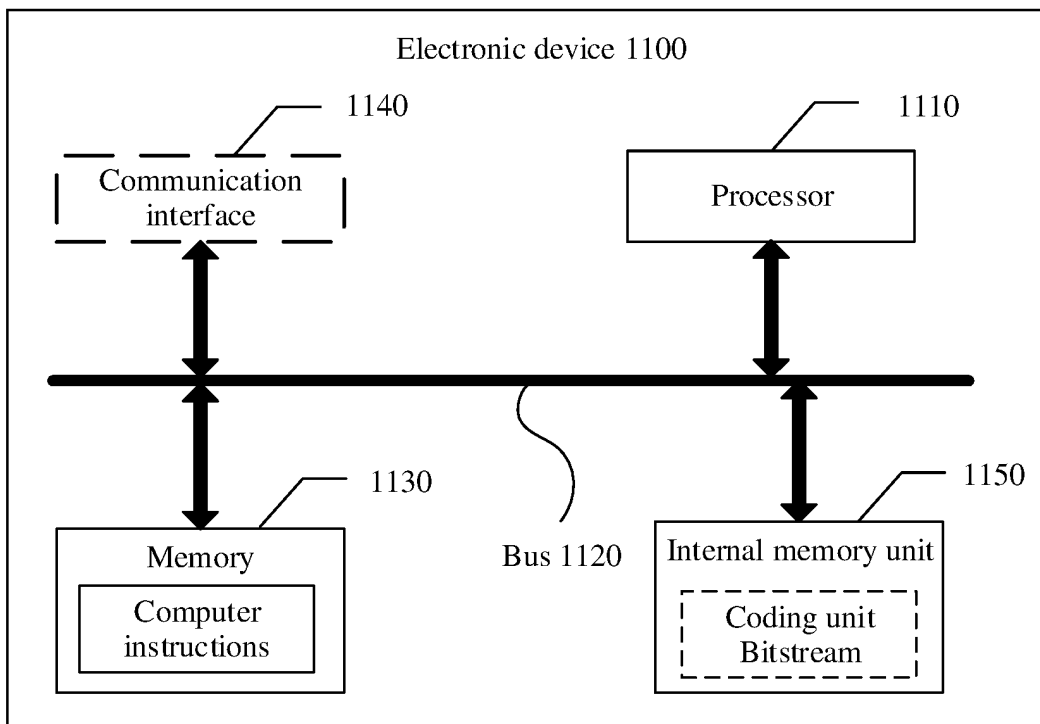 Electronic device 1100
1140
1110
Communication
interface
Processor
1130
1150
Memory
Bus 1120
Internal memory unit
Computer
instructions
Coding unit
Bitstream